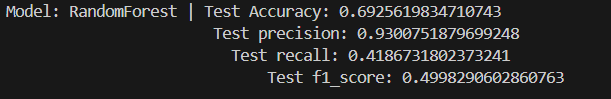 Model: RandomForest | Test Accuracy: 0.6925619834710743
Test precision: 0.9300751879699248
Test recall: 0.4186731802373241
Test f1_score: 0.4998290602860763